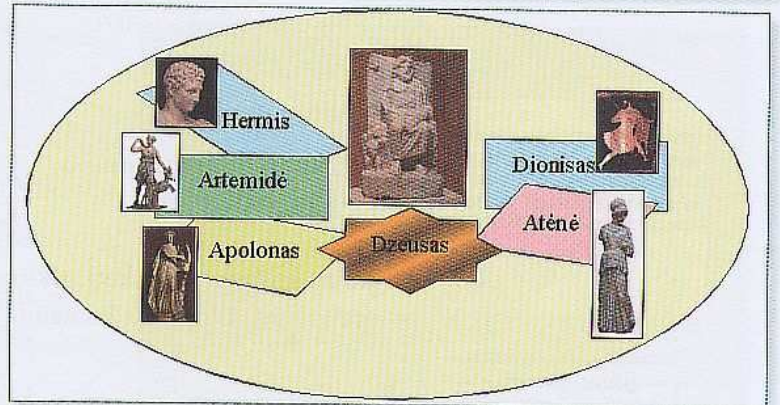 Hermis
Dionisas
Artemidė
Atėnė
Apolonas
Dzeusas